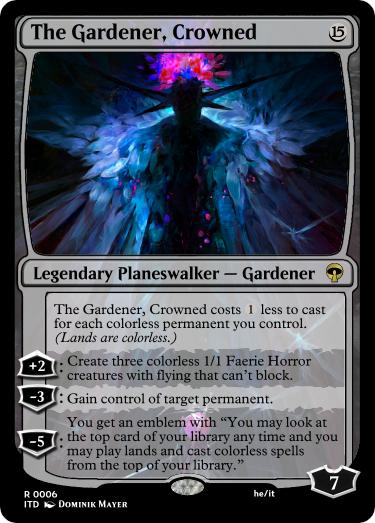 The Gardener, Crowned 15
Legendary Planeswalker — Gardener
The Gardener, Crowned costs 1 less to cast
for each colorless permanent you control.
(Lands are colorless.)
+2 : Create three colorless 1/1 Faerie Horror
creatures with flying that can't block.
-3 : Gain control of target permanent.
-5 : You get an emblem with “You may look at
the top card of your library any time and you
may play lands and cast colorless spells
from the top of your library.”
7
R 0006 he/it
ITD Dominik Mayer